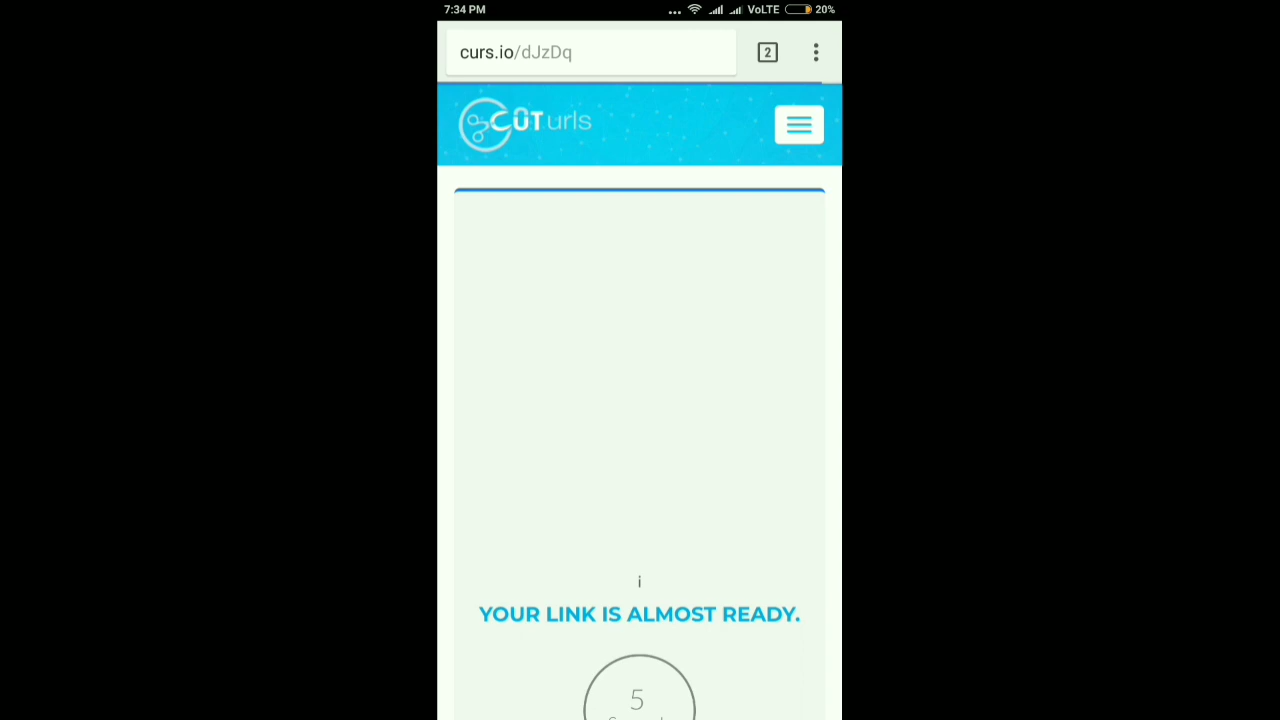 7:34 PM ... VoLTE 20%
curs.io/dJzDq 2
CUT.urls
i
YOUR LINK IS ALMOST READY.
5